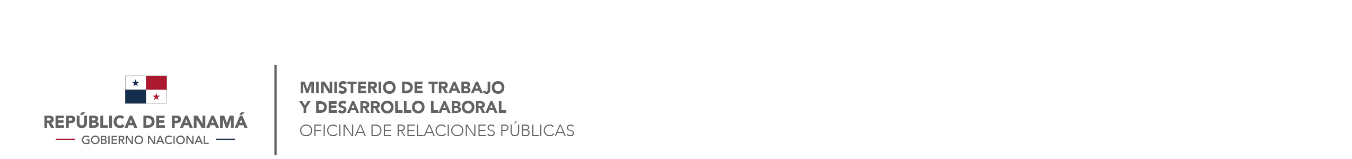 REPÚBLICA DE PANAMÁ
GOBIERNO NACIONAL
MINISTERIO DE TRABAJO
Y DESARROLLO LABORAL
OFICINA DE RELACIONES PÚBLICAS